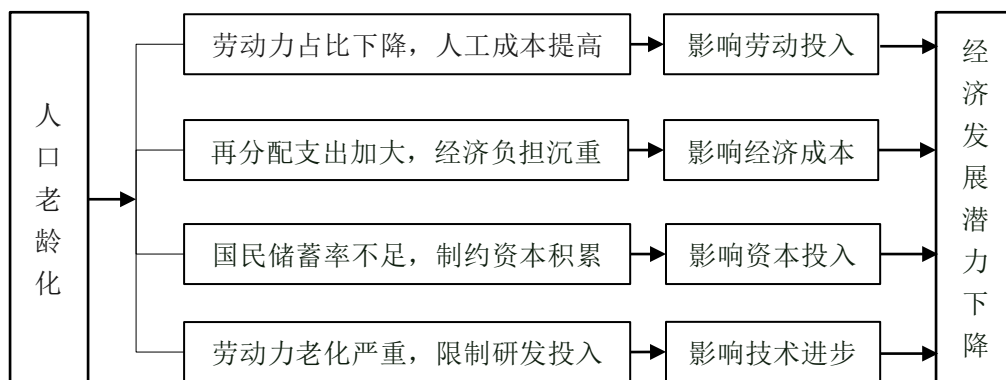 人口老龄化
劳动力占比下降，人工成本提高
影响劳动投入
再分配支出加大，经济负担沉重
影响经济成本
国民储蓄率不足，制约资本积累
影响资本投入
劳动力老化严重，限制研发投入
影响技术进步
经济发展潜力下降